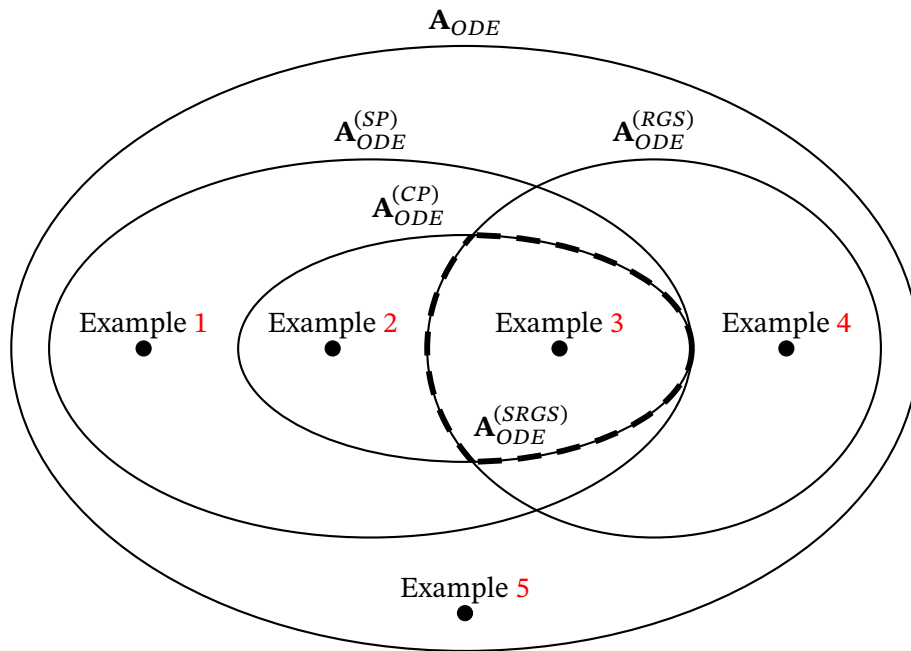 A_ODE
A_ODE^(SP)
A_ODE^(RGS)
A_ODE^(CP)
Example 1
Example 2
Example 3
Example 4
A_ODE^(SRGS)
Example 5